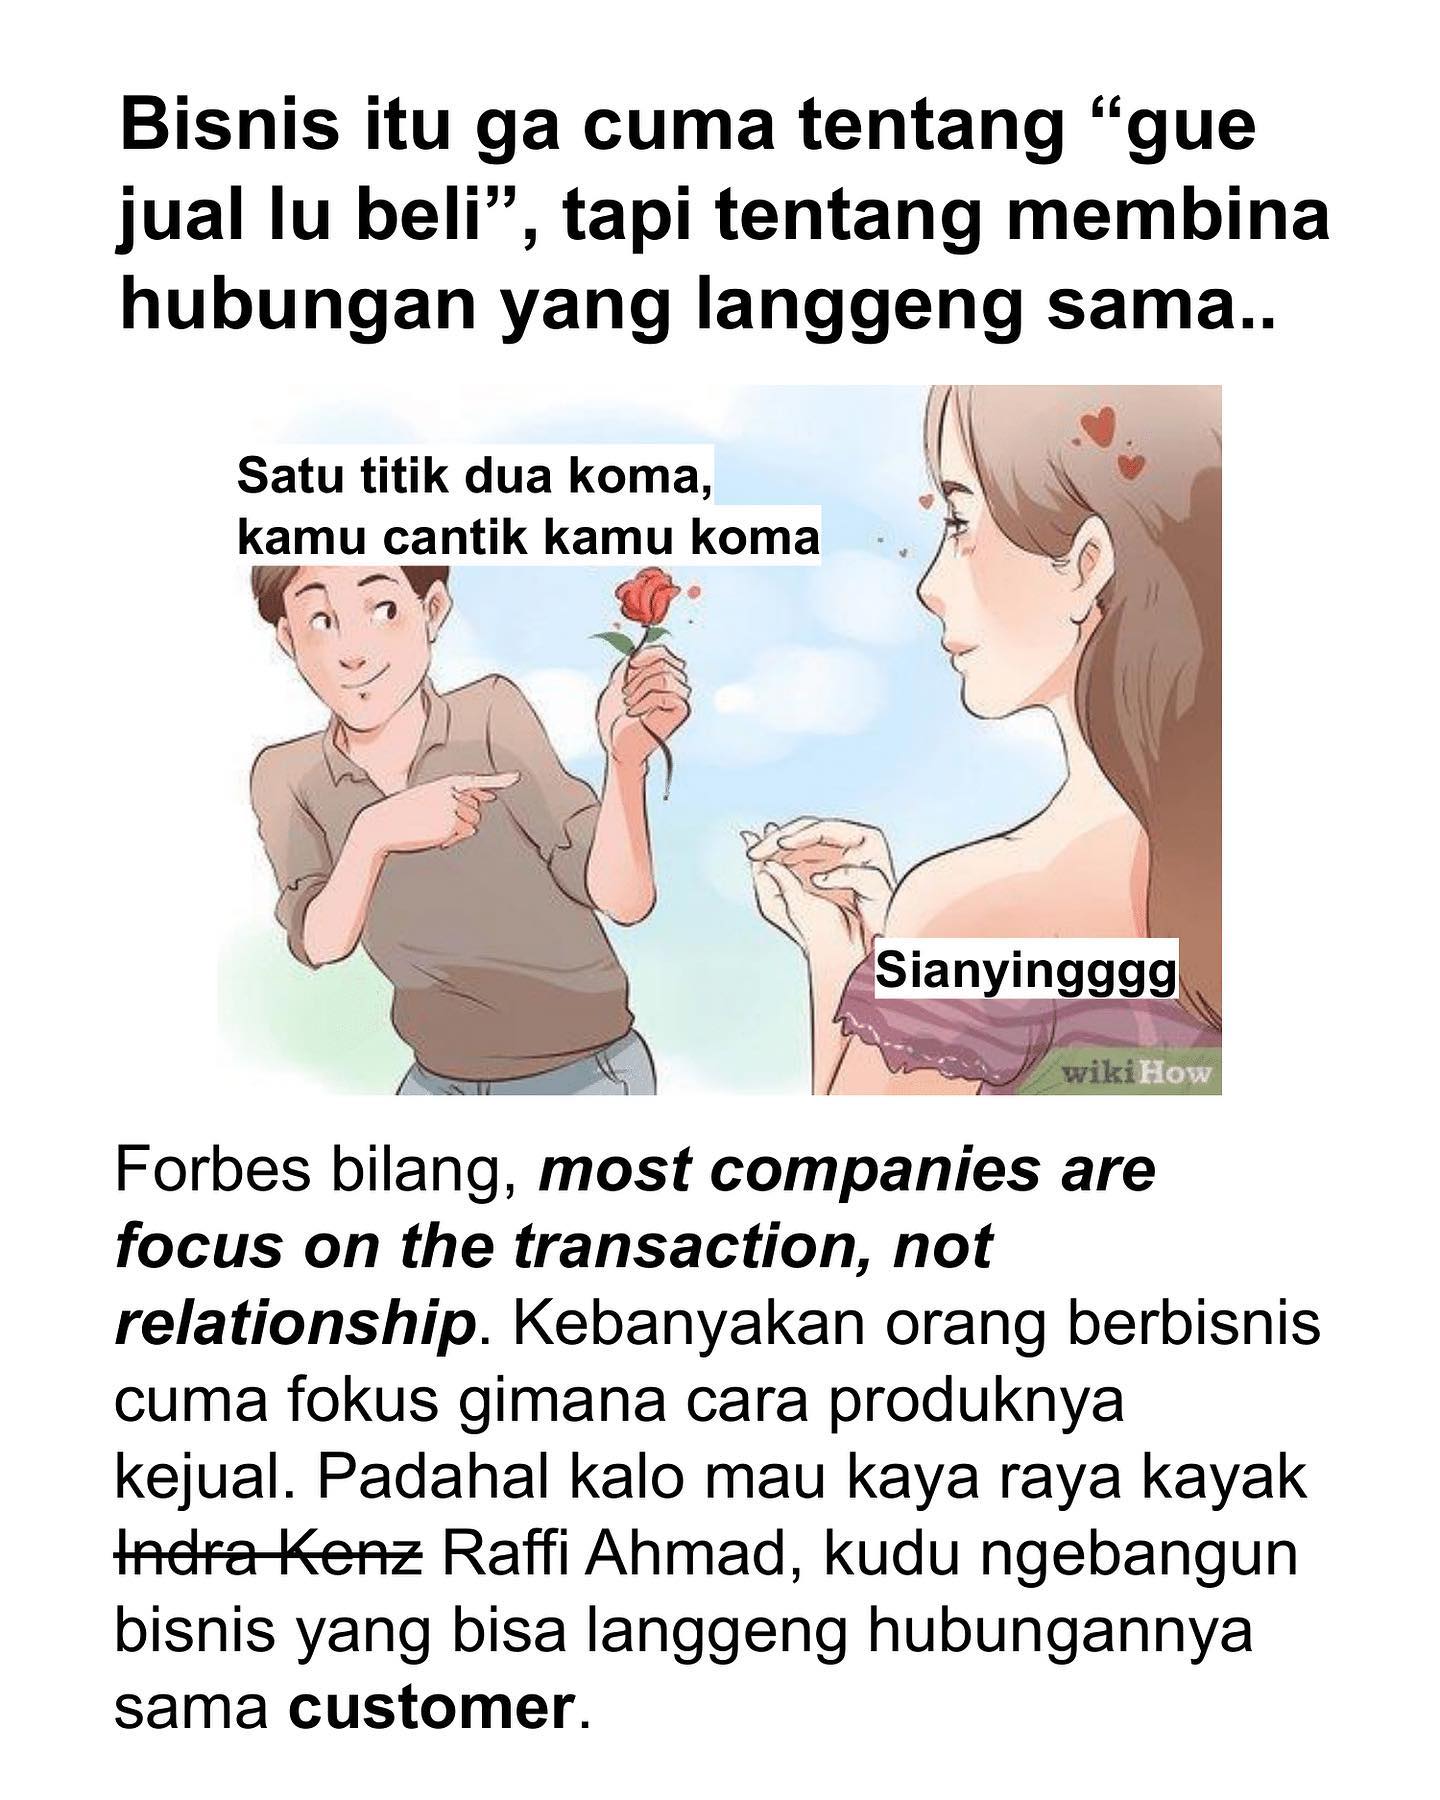 Bisnis itu ga cuma tentang “gue
jual lu beli”, tapi tentang membina
hubungan yang langgeng sama..
Satu titik dua koma,
kamu cantik kamu koma
Sianyingggg
wikiHow
Forbes bilang, most companies are
focus on the transaction, not
relationship. Kebanyakan orang berbisnis
cuma fokus gimana cara produknya
kejual. Padahal kalo mau kaya raya kayak
Indra Kenz Raffi Ahmad, kudu ngebangun
bisnis yang bisa langgeng hubungannya
sama customer.